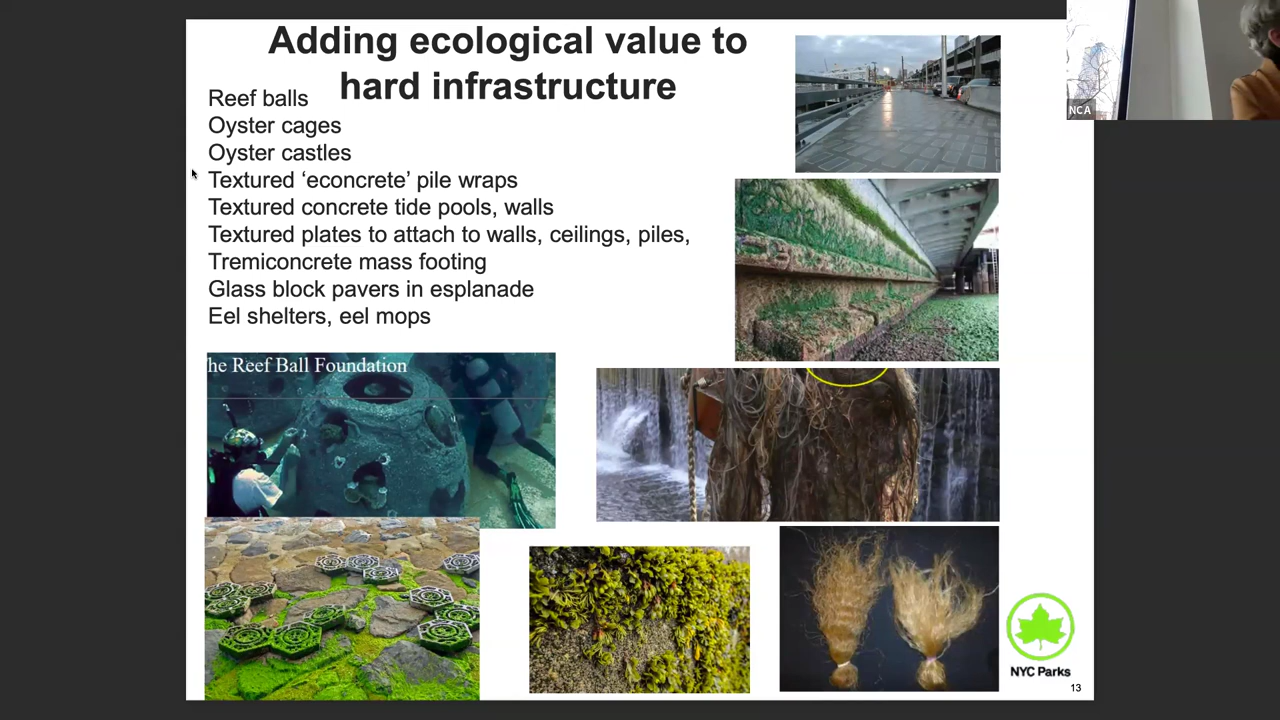 Adding ecological value to
hard infrastructure
Reef balls
Oyster cages
Oyster castles
Textured ‘econcrete’ pile wraps
Textured concrete tide pools, walls
Textured plates to attach to walls, ceilings, piles,
Tremiconcrete mass footing
Glass block pavers in esplanade
Eel shelters, eel mops
he Reef Ball Foundation
NYC Parks
13
NCA